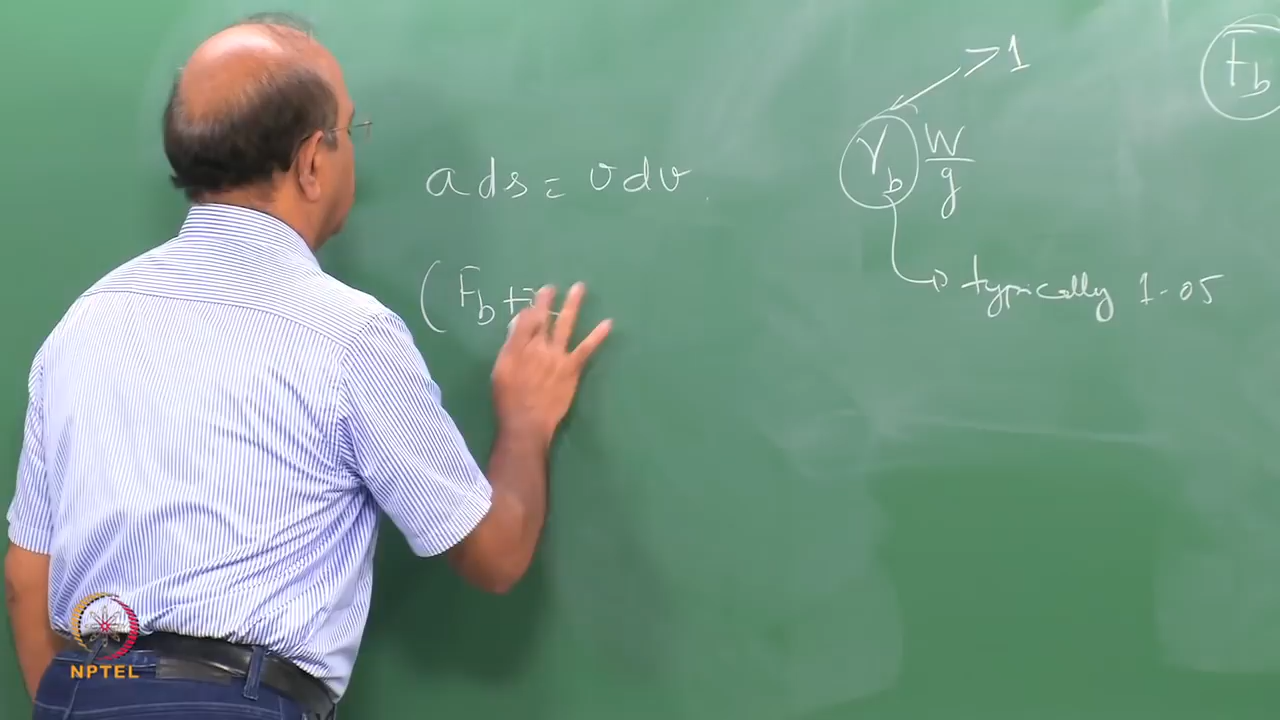 a ds = v dv
(F_b +
> 1
γ_b W/g
typically 1.05
F_b
NPTEL